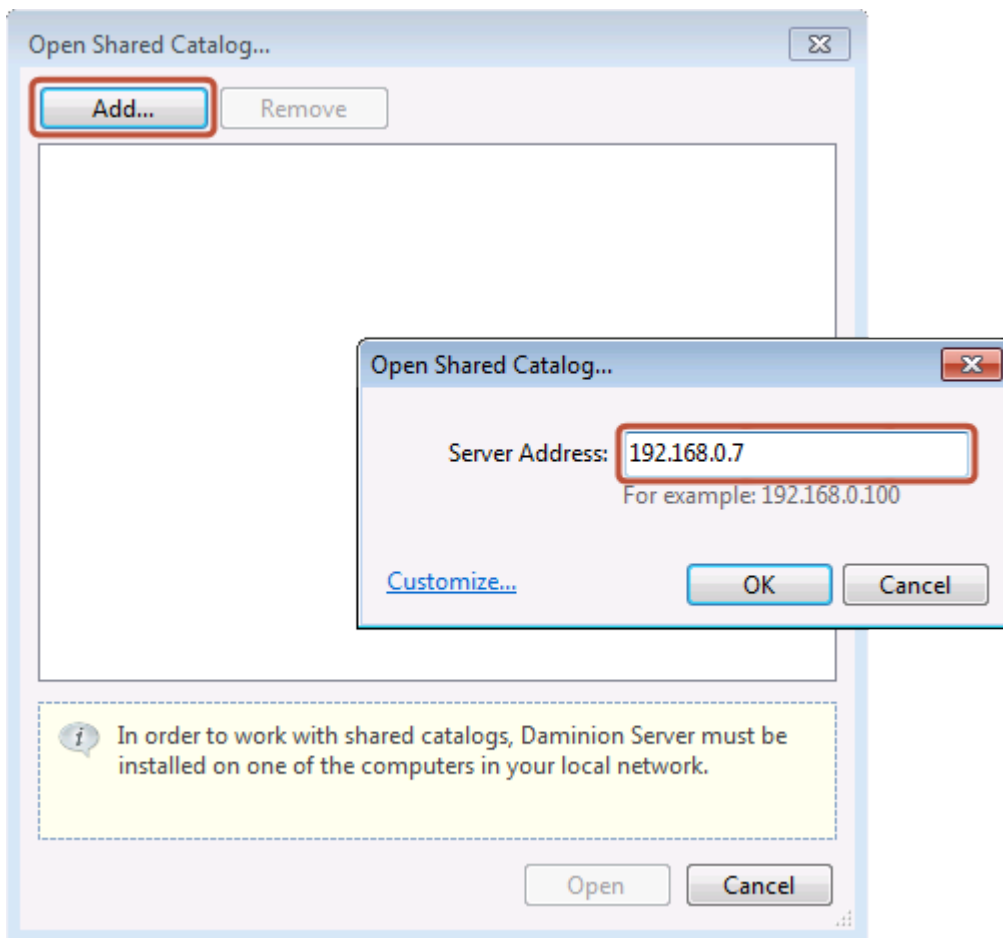 Open Shared Catalog...
Add... Remove
Open Shared Catalog...
Server Address: 192.168.0.7
For example: 192.168.0.100
Customize... OK Cancel
In order to work with shared catalogs, Daminion Server must be
installed on one of the computers in your local network.
Open Cancel